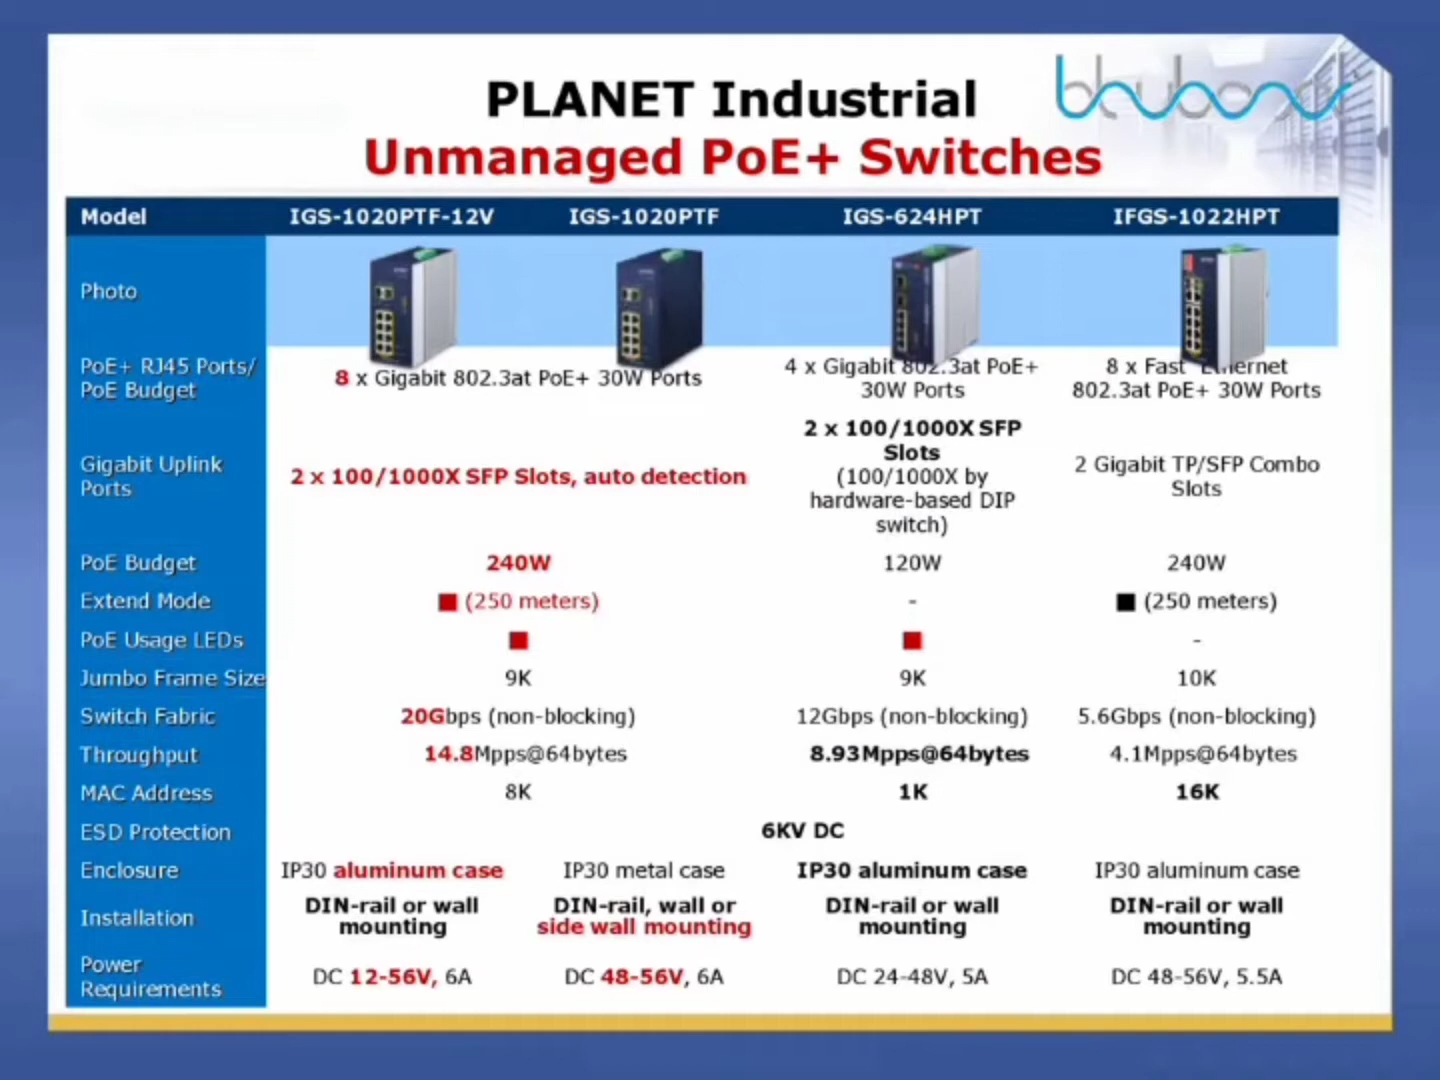 PLANET Industrial
Unmanaged PoE+ Switches
Model IGS-1020PTF-12V IGS-1020PTF IGS-624HPT IFGS-1022HPT
Photo
PoE+ RJ45 Ports/
PoE Budget
8 x Gigabit 802.3at PoE+ 30W Ports
4 x Gigabit 802.3at PoE+
30W Ports
8 x Fast Ethernet
802.3at PoE+ 30W Ports
Gigabit Uplink
Ports
2 x 100/1000X SFP Slots, auto detection
2 x 100/1000X SFP
Slots
(100/1000X by
hardware-based DIP
switch)
2 Gigabit TP/SFP Combo
Slots
PoE Budget 240W 120W 240W
Extend Mode ■ (250 meters) - ■ (250 meters)
PoE Usage LEDs ■ ■ -
Jumbo Frame Size 9K 9K 10K
Switch Fabric 20Gbps (non-blocking) 12Gbps (non-blocking) 5.6Gbps (non-blocking)
Throughput 14.8Mpps@64bytes 8.93Mpps@64bytes 4.1Mpps@64bytes
MAC Address 8K 1K 16K
ESD Protection 6KV DC
Enclosure IP30 aluminum case IP30 metal case IP30 aluminum case IP30 aluminum case
Installation
DIN-rail or wall
mounting
DIN-rail, wall or
side wall mounting
DIN-rail or wall
mounting
DIN-rail or wall
mounting
Power
Requirements
DC 12-56V, 6A DC 48-56V, 6A DC 24-48V, 5A DC 48-56V, 5.5A